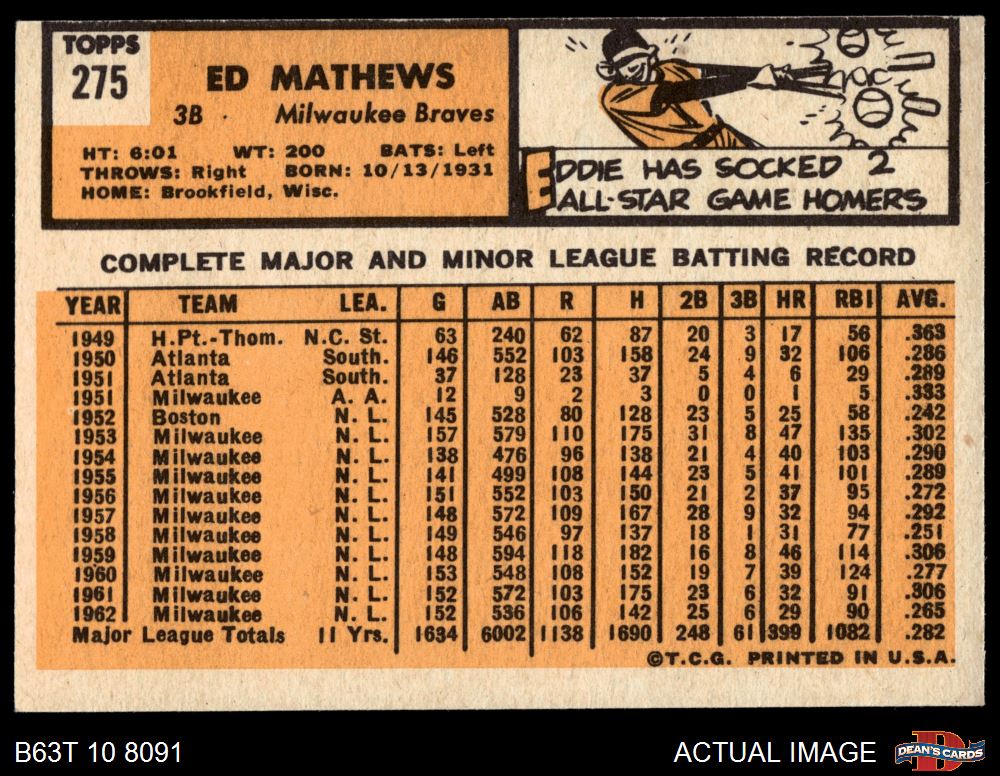 TOPPS
275
ED MATHEWS
3B · Milwaukee Braves
HT: 6:01 WT: 200 BATS: Left
THROWS: Right BORN: 10/13/1931
HOME: Brookfield, Wisc.
EDDIE HAS SOCKED 2
ALL-STAR GAME HOMERS
COMPLETE MAJOR AND MINOR LEAGUE BATTING RECORD
YEAR TEAM LEA. G AB R H 2B 3B HR RBI AVG.
1949 H.Pt.-Thom. N.C. St. 63 240 62 87 20 3 17 56 .363
1950 Atlanta South. 146 552 103 158 24 9 32 106 .286
1951 Atlanta South. 37 128 23 37 5 4 6 29 .289
1951 Milwaukee A. A. 12 9 2 3 0 0 1 5 .333
1952 Boston N. L. 145 528 80 128 23 5 25 58 .242
1953 Milwaukee N. L. 157 579 110 175 31 8 47 135 .302
1954 Milwaukee N. L. 138 476 96 138 21 4 40 103 .290
1955 Milwaukee N. L. 141 499 108 144 23 5 41 101 .289
1956 Milwaukee N. L. 151 552 103 150 21 2 37 95 .272
1957 Milwaukee N. L. 148 572 109 167 28 9 32 94 .292
1958 Milwaukee N. L. 149 546 97 137 18 1 31 77 .251
1959 Milwaukee N. L. 148 594 118 182 16 8 46 114 .306
1960 Milwaukee N. L. 153 548 108 152 19 7 39 124 .277
1961 Milwaukee N. L. 152 572 103 175 23 6 32 91 .306
1962 Milwaukee N. L. 152 536 106 142 25 6 29 90 .265
Major League Totals 11 Yrs. 1634 6002 1138 1690 248 61 399 1082 .282
©T.C.G. PRINTED IN U.S.A.
B63T 10 8091 ACTUAL IMAGE DEAN'S CARDS